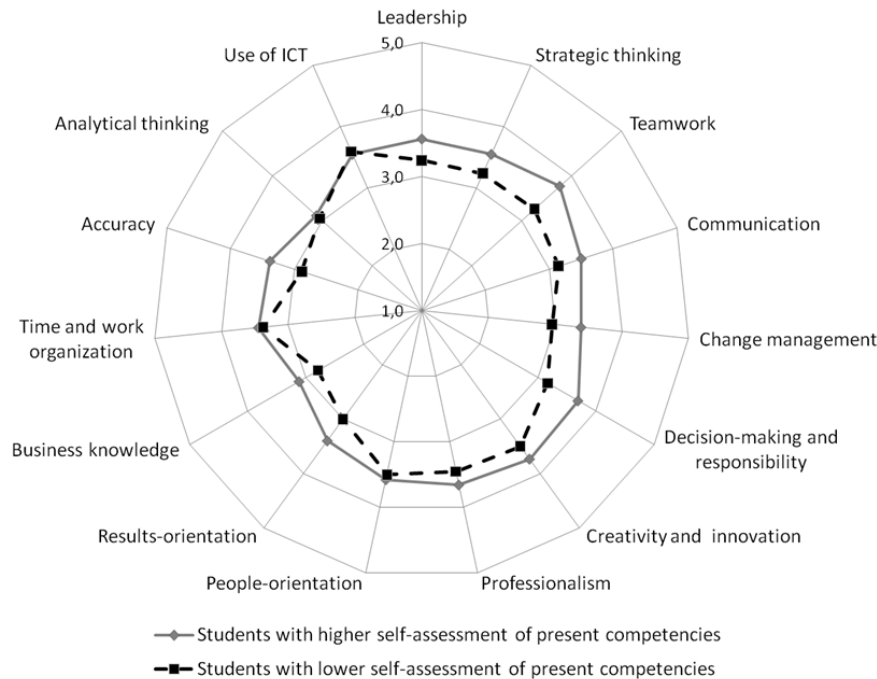 Leadership
5,0
Use of ICT
Strategic thinking
4,0
Analytical thinking
Teamwork
3,0
Accuracy
Communication
2,0
1,0
Time and work
organization
Change management
Business knowledge
Decision-making and
responsibility
Results-orientation
Creativity and innovation
People-orientation
Professionalism
Students with higher self-assessment of present competencies
Students with lower self-assessment of present competencies